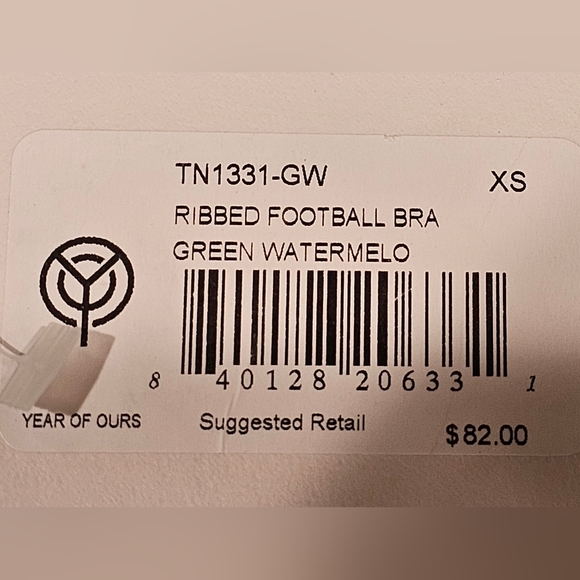 TN1331-GW XS
RIBBED FOOTBALL BRA
GREEN WATERMELO
8 40128 20633 1
YEAR OF OURS Suggested Retail $82.00